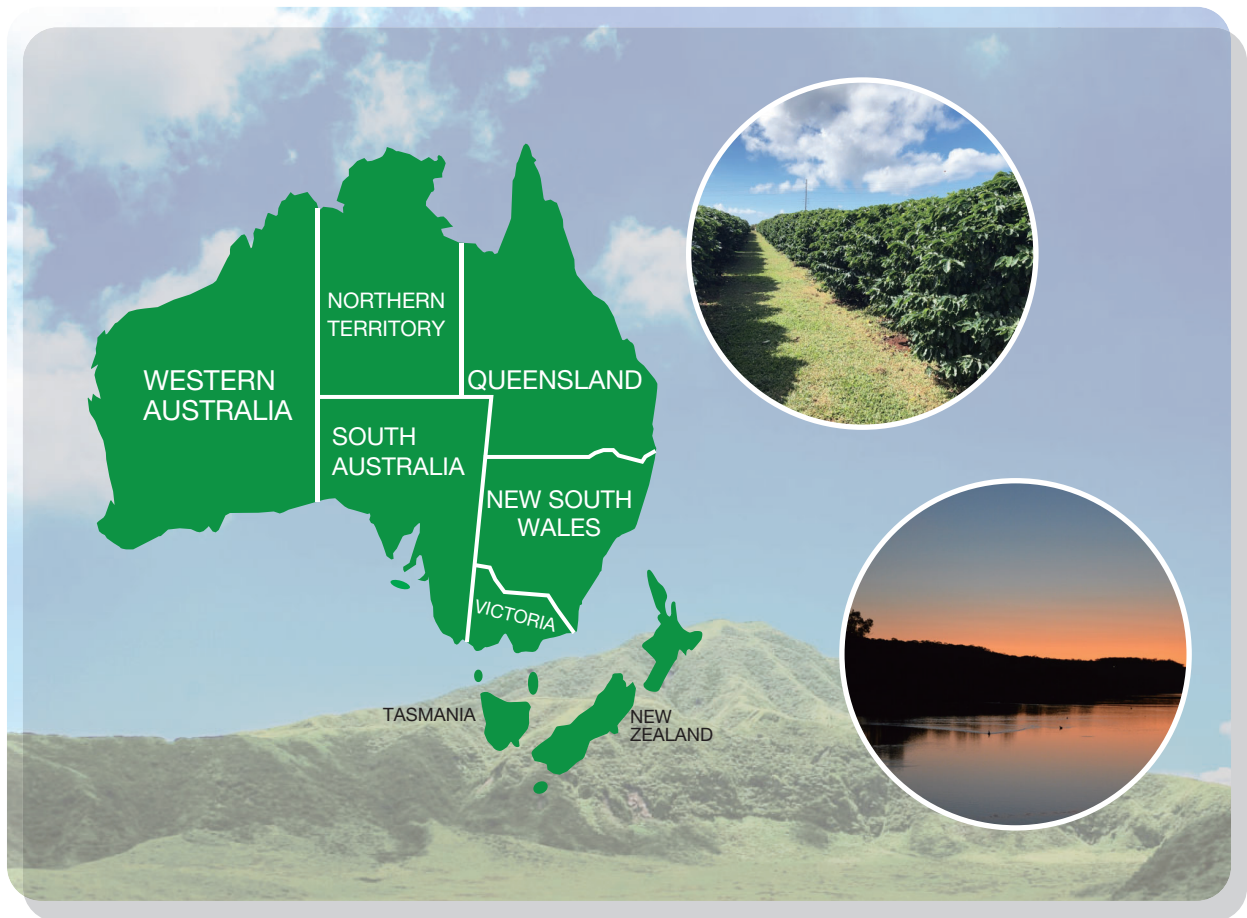 NORTHERN
TERRITORY
WESTERN
AUSTRALIA
QUEENSLAND
SOUTH
AUSTRALIA
NEW SOUTH
WALES
VICTORIA
TASMANIA
NEW
ZEALAND